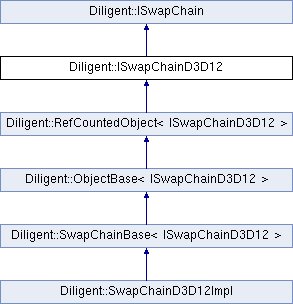 Diligent::ISwapChain
Diligent::ISwapChainD3D12
Diligent::RefCountedObject< ISwapChainD3D12 >
Diligent::ObjectBase< ISwapChainD3D12 >
Diligent::SwapChainBase< ISwapChainD3D12 >
Diligent::SwapChainD3D12Impl